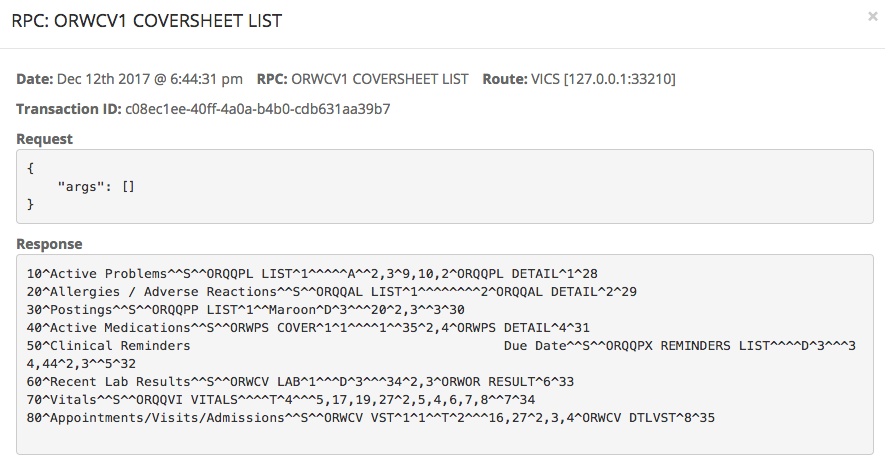 RPC: ORWCV1 COVERSHEET LIST
×
Date: Dec 12th 2017 @ 6:44:31 pm RPC: ORWCV1 COVERSHEET LIST Route: VICS [127.0.0.1:33210]
Transaction ID: c08ec1ee-40ff-4a0a-b4b0-cdb631aa39b7
Request
{
    "args": []
}
Response
10^Active Problems^^S^^ORQQPL LIST^1^^^^^A^^2,3^9,10,2^ORQQPL DETAIL^1^28
20^Allergies / Adverse Reactions^^S^^ORQQAL LIST^1^^^^^^^^2^ORQQAL DETAIL^2^29
30^Postings^^S^^ORQQPP LIST^1^^Maroon^D^3^^^20^2,3^^3^30
40^Active Medications^^S^^ORWPS COVER^1^1^^^^1^^35^2,4^ORWPS DETAIL^4^31
50^Clinical Reminders                                        Due Date^^S^^ORQQPX REMINDERS LIST^^^^D^3^^^3
4,44^2,3^^5^32
60^Recent Lab Results^^S^^ORWCV LAB^1^^^D^3^^^34^2,3^ORWOR RESULT^6^33
70^Vitals^^S^^ORQQVI VITALS^^^^T^4^^^5,17,19,27^2,5,4,6,7,8^^7^34
80^Appointments/Visits/Admissions^^S^^ORWCV VST^1^1^^T^2^^^16,27^2,3,4^ORWCV DTLVST^8^35